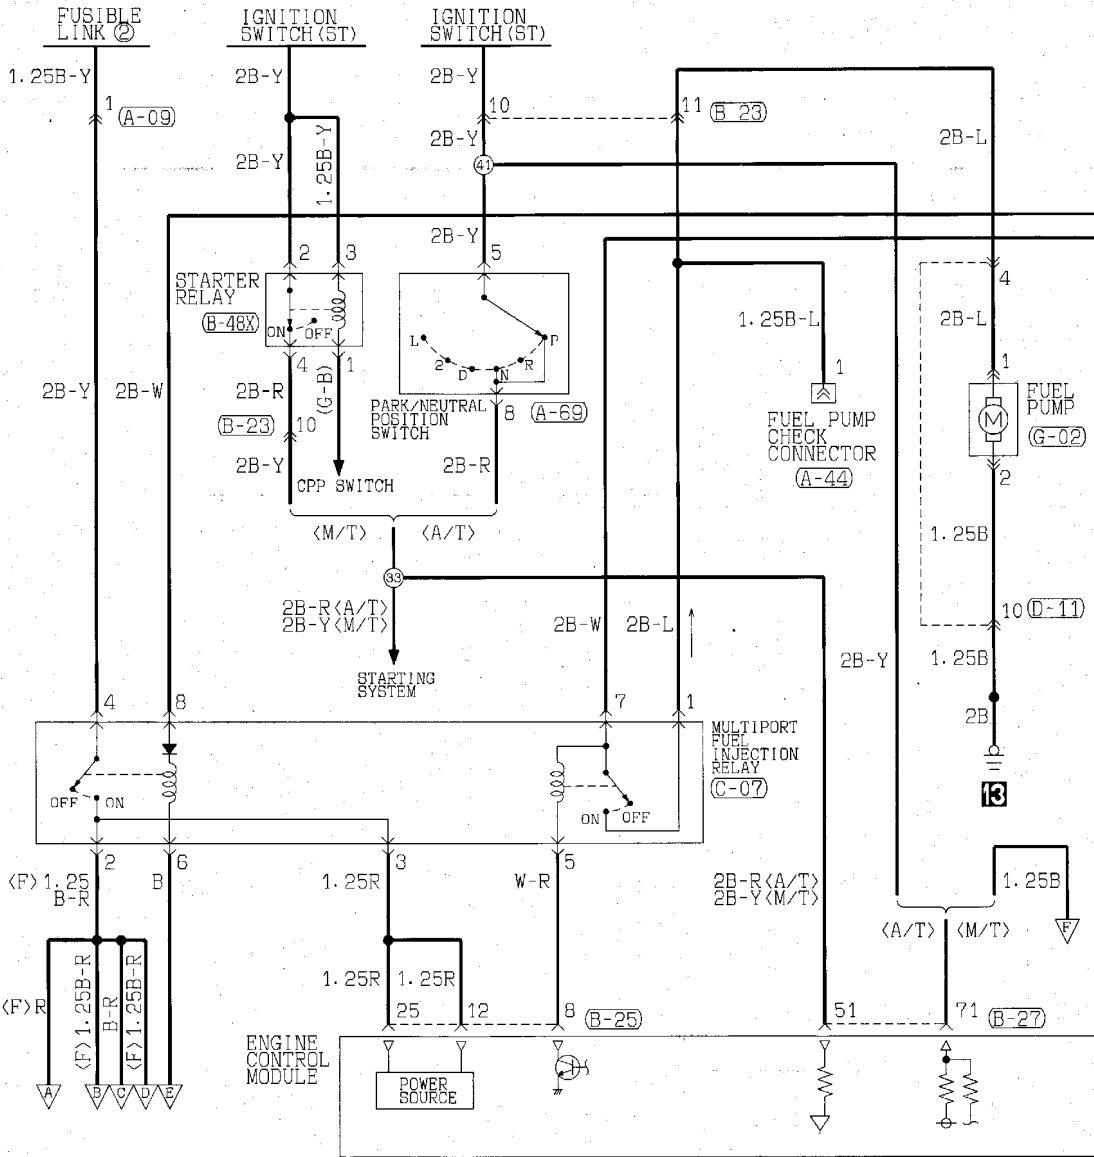 FUSIBLE
LINK ②
IGNITION
SWITCH(ST)
IGNITION
SWITCH(ST)
1.25B-Y
2B-Y
2B-Y
1
A-09
10
11
B 23
2B-Y
2B-Y
1.25B-Y
2B-L
41
2B-Y
2
3
5
4
STARTER
RELAY
B-48X
ON
OFF
L
2
D
N
R
P
1.25B-L
2B-L
4
1
1
1
2B-Y
2B-W
2B-R
(G-B)
PARK/NEUTRAL
POSITION
SWITCH
8
A-69
B-23
10
FUEL PUMP
CHECK
CONNECTOR
A-44
M
FUEL
PUMP
G-02
2
2B-Y
CPP SWITCH
2B-R
<M/T>
<A/T>
1.25B
33
2B-R<A/T>
2B-Y<M/T>
2B-W
2B-L
10
D-11
2B-Y
1.25B
STARTING
SYSTEM
4
8
7
1
2B
MULTIPORT
FUEL
INJECTION
RELAY
C-07
13
OFF
ON
ON
OFF
2
6
3
5
<F>1.25
B-R
B
1.25R
W-R
2B-R<A/T>
2B-Y<M/T>
1.25B
<A/T>
<M/T>
F
<F>R
<F>1.25B-R
B-R
<F>1.25B-R
1.25R
1.25R
25
12
8
B-25
51
71
B-27
ENGINE
CONTROL
MODULE
POWER
SOURCE
A
B
C
D
E